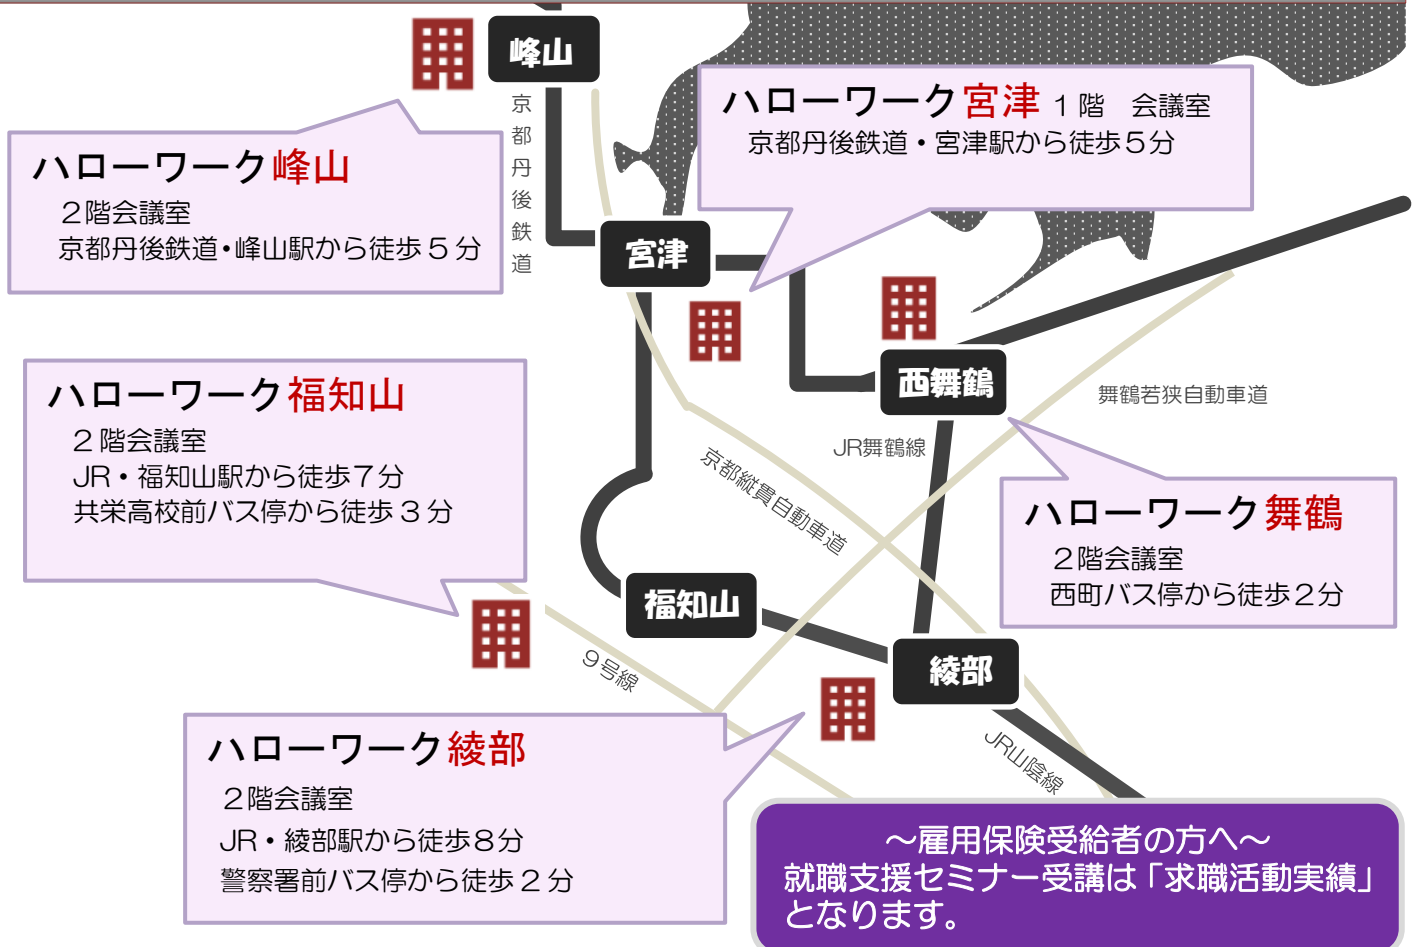 峰山
京都丹後鉄道
ハローワーク峰山
２階会議室
京都丹後鉄道・峰山駅から徒歩５分
ハローワーク宮津 １階　会議室
京都丹後鉄道・宮津駅から徒歩５分
宮津
西舞鶴
舞鶴若狭自動車道
JR舞鶴線
京都縦貫自動車道
ハローワーク福知山
２階会議室
JR・福知山駅から徒歩７分
共栄高校前バス停から徒歩３分
ハローワーク舞鶴
２階会議室
西町バス停から徒歩２分
福知山
９号線
綾部
JR山陰線
ハローワーク綾部
２階会議室
JR・綾部駅から徒歩８分
警察署前バス停から徒歩２分
～雇用保険受給者の方へ～
就職支援セミナー受講は「求職活動実績」
となります。